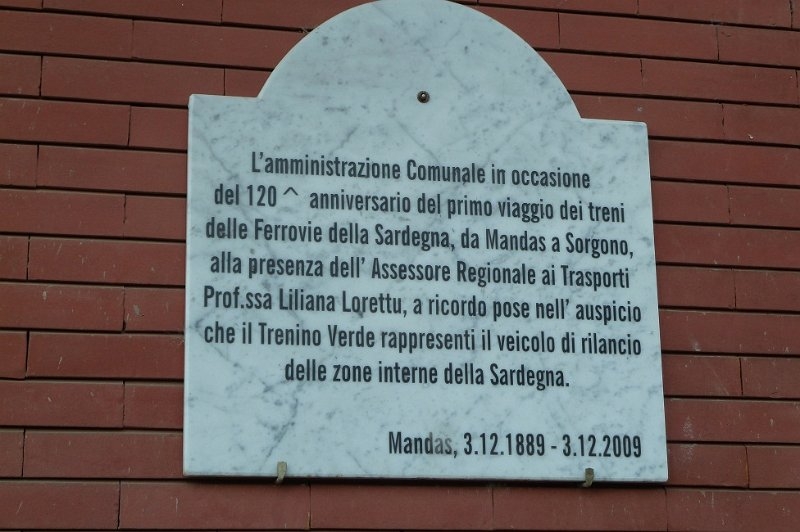 L'amministrazione Comunale in occasione
del 120 ^ anniversario del primo viaggio dei treni
delle Ferrovie della Sardegna, da Mandas a Sorgono,
alla presenza dell' Assessore Regionale ai Trasporti
Prof.ssa Liliana Lorettu, a ricordo pose nell' auspicio
che il Trenino Verde rappresenti il veicolo di rilancio
delle zone interne della Sardegna.
Mandas, 3.12.1889 - 3.12.2009